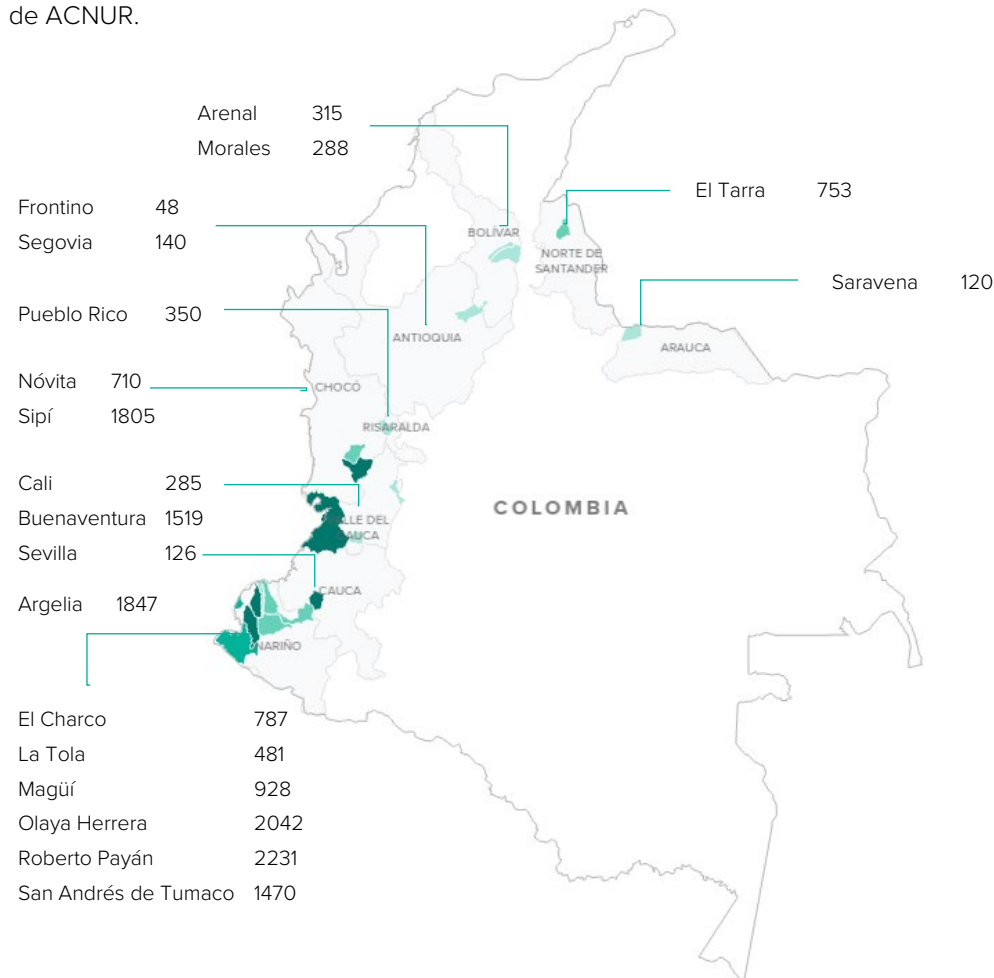 de ACNUR.
Arenal 315
Morales 288
Frontino 48
Segovia 140
Pueblo Rico 350
Nóvita 710
Sipí 1805
Cali 285
Buenaventura 1519
Sevilla 126
Argelia 1847
El Charco 787
La Tola 481
Magüí 928
Olaya Herrera 2042
Roberto Payán 2231
San Andrés de Tumaco 1470
El Tarra 753
Saravena 120
BOLÍVAR
NORTE DE
SANTANDER
ANTIOQUIA
ARAUCA
CHOCÓ
RISARALDA
COLOMBIA
VALLE DEL
CAUCA
CAUCA
NARIÑO